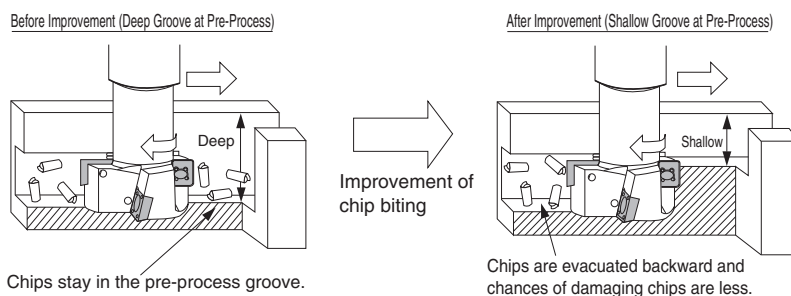 Before Improvement (Deep Groove at Pre-Process)
After Improvement (Shallow Groove at Pre-Process)
Deep
Shallow
Improvement of
chip biting
Chips stay in the pre-process groove.
Chips are evacuated backward and
chances of damaging chips are less.